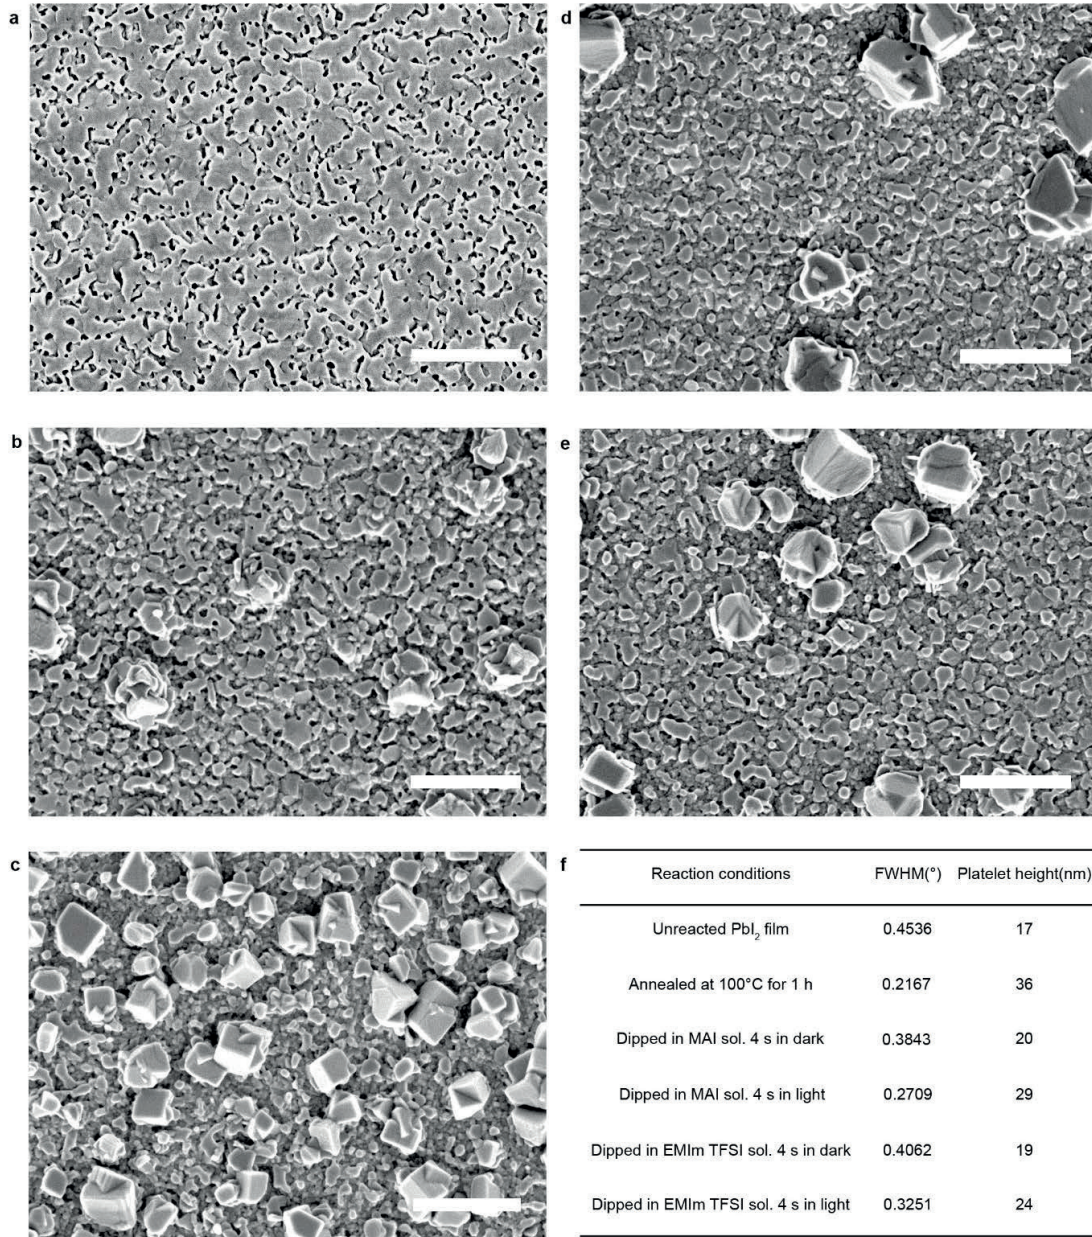 a
d
b
e
c
f
Reaction conditions FWHM(°) Platelet height(nm)
Unreacted PbI₂ film 0.4536 17
Annealed at 100°C for 1 h 0.2167 36
Dipped in MAI sol. 4 s in dark 0.3843 20
Dipped in MAI sol. 4 s in light 0.2709 29
Dipped in EMIm TFSI sol. 4 s in dark 0.4062 19
Dipped in EMIm TFSI sol. 4 s in light 0.3251 24